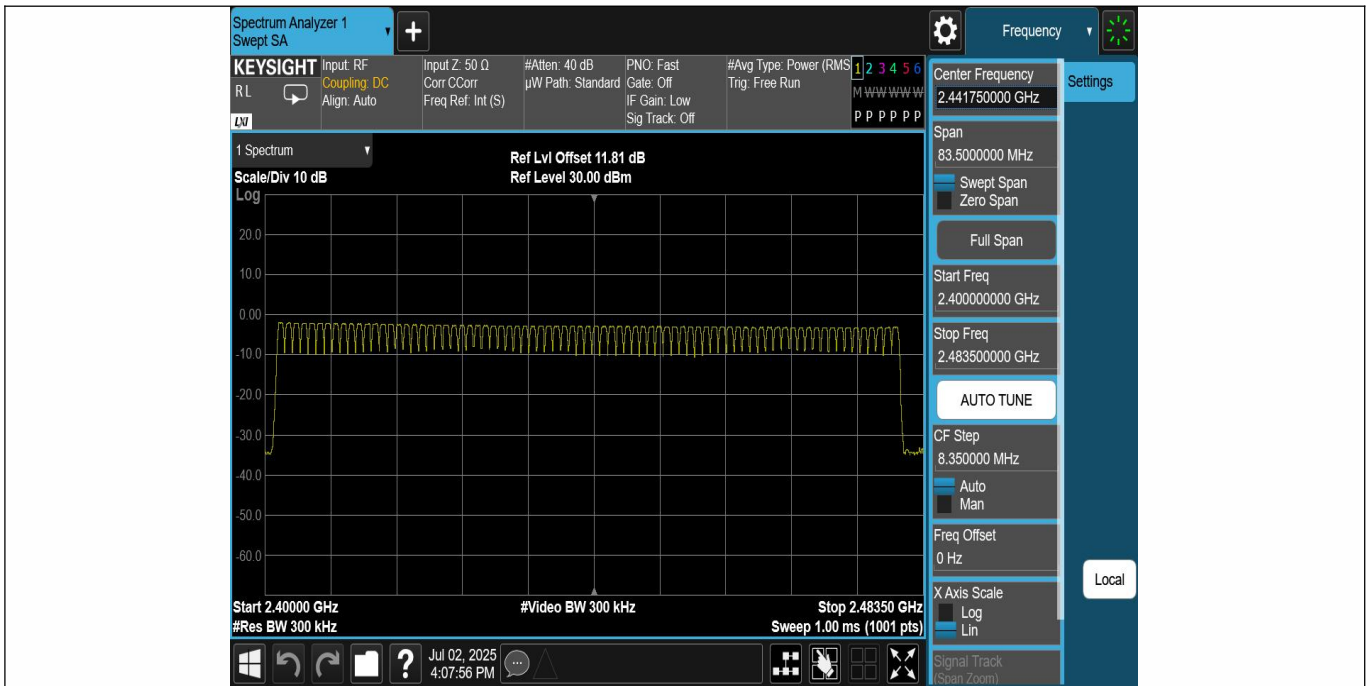 Spectrum Analyzer 1
Swept SA
+
Frequency
KEYSIGHT
RL
LXI
Input: RF
Coupling: DC
Align: Auto
Input Z: 50 Ω
Corr CCorr
Freq Ref: Int (S)
#Atten: 40 dB
µW Path: Standard
PNO: Fast
Gate: Off
IF Gain: Low
Sig Track: Off
#Avg Type: Power (RMS
Trig: Free Run
1 2 3 4 5 6
M W W W W W
P P P P P P
1 Spectrum
Scale/Div 10 dB
Ref Lvl Offset 11.81 dB
Ref Level 30.00 dBm
Log
20.0
10.0
0.00
-10.0
-20.0
-30.0
-40.0
-50.0
-60.0
Start 2.40000 GHz
#Res BW 300 kHz
#Video BW 300 kHz
Stop 2.48350 GHz
Sweep 1.00 ms (1001 pts)
?
Jul 02, 2025
4:07:56 PM
Center Frequency
2.441750000 GHz
Span
83.5000000 MHz
Swept Span
Zero Span
Full Span
Start Freq
2.400000000 GHz
Stop Freq
2.483500000 GHz
AUTO TUNE
CF Step
8.350000 MHz
Auto
Man
Freq Offset
0 Hz
X Axis Scale
Log
Lin
Signal Track
(Span Zoom)
Settings
Local